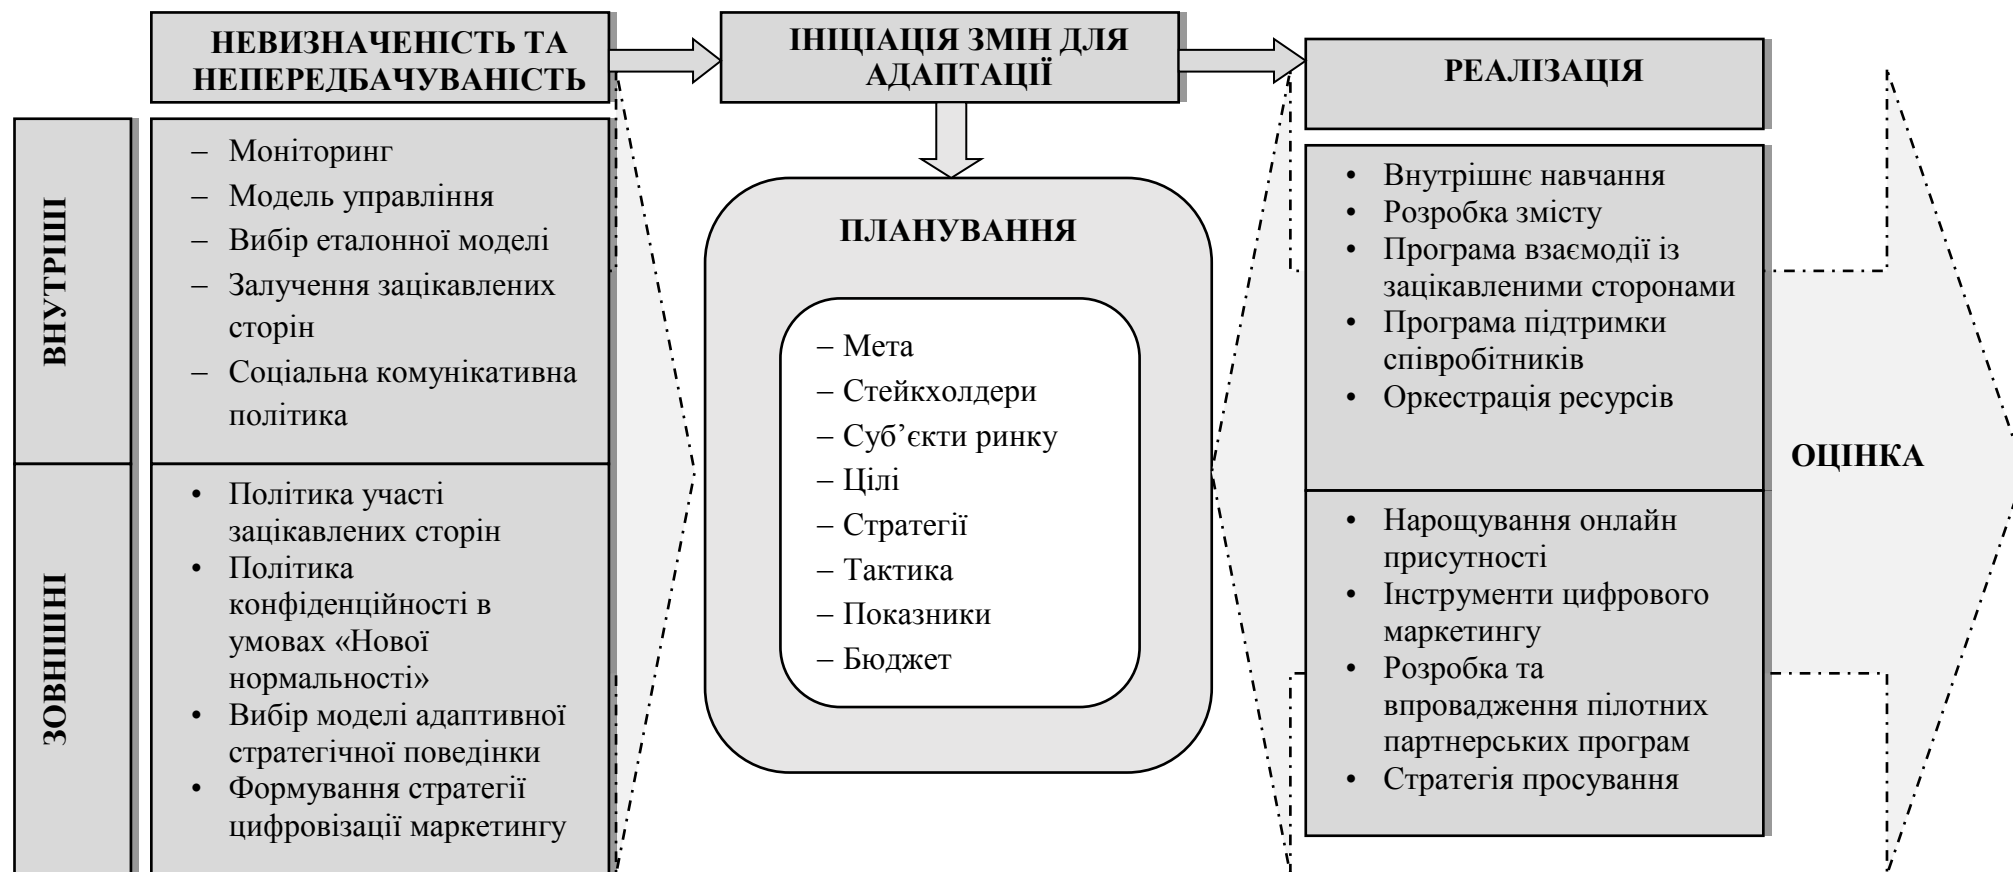 НЕВИЗНАЧЕНІСТЬ ТА
НЕПЕРЕДБАЧУВАНІСТЬ
ІНІЦІАЦІЯ ЗМІН ДЛЯ
АДАПТАЦІЇ
РЕАЛІЗАЦІЯ
ВНУТРІШІ
– Моніторинг
– Модель управління
– Вибір еталонної моделі
– Залучення зацікавлених
сторін
– Соціальна комунікативна
політика
ЗОВНІШНІ
• Політика участі
зацікавлених сторін
• Політика
конфіденційності в
умовах «Нової
нормальності»
• Вибір моделі адаптивної
стратегічної поведінки
• Формування стратегії
цифровізації маркетингу
ПЛАНУВАННЯ
– Мета
– Стейкхолдери
– Суб’єкти ринку
– Цілі
– Стратегії
– Тактика
– Показники
– Бюджет
• Внутрішнє навчання
• Розробка змісту
• Програма взаємодії із
зацікавленими сторонами
• Програма підтримки
співробітників
• Оркестрація ресурсів
• Нарощування онлайн
присутності
• Інструменти цифрового
маркетингу
• Розробка та
впровадження пілотних
партнерських програм
• Стратегія просування
ОЦІНКА